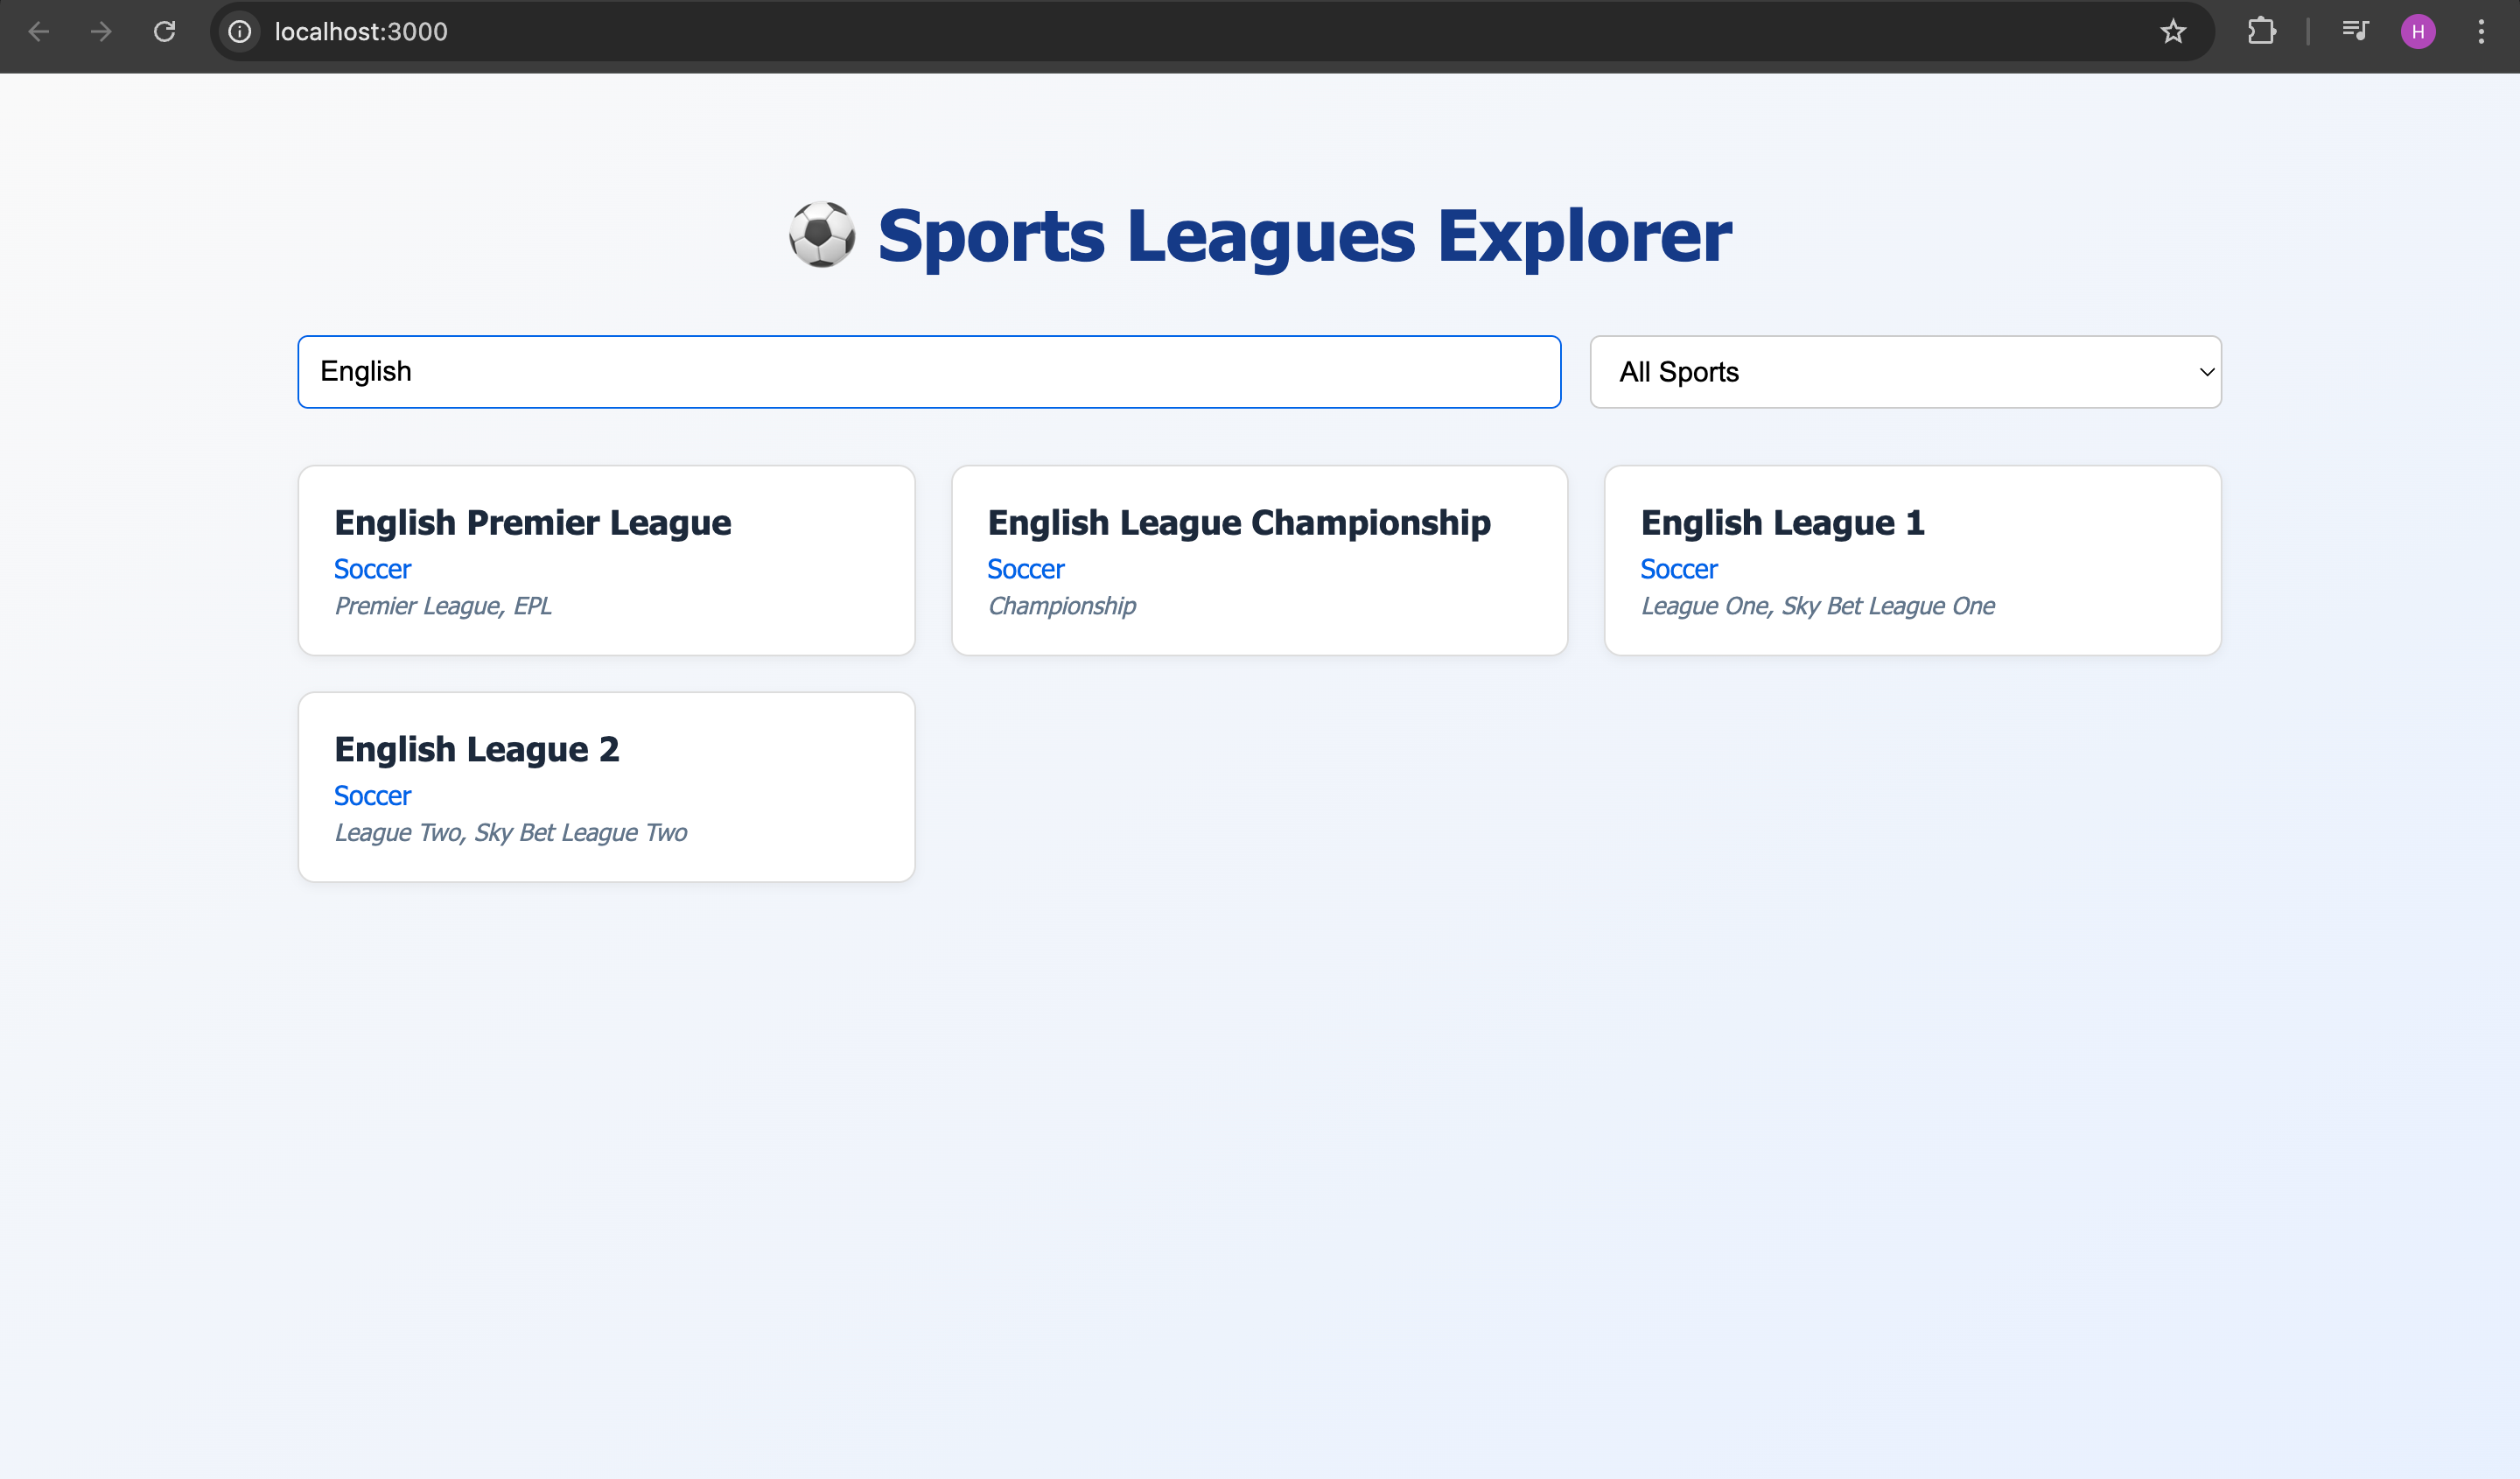 localhost:3000
H
Sports Leagues Explorer
English
All Sports
English Premier League
Soccer
Premier League, EPL
English League Championship
Soccer
Championship
English League 1
Soccer
League One, Sky Bet League One
English League 2
Soccer
League Two, Sky Bet League Two